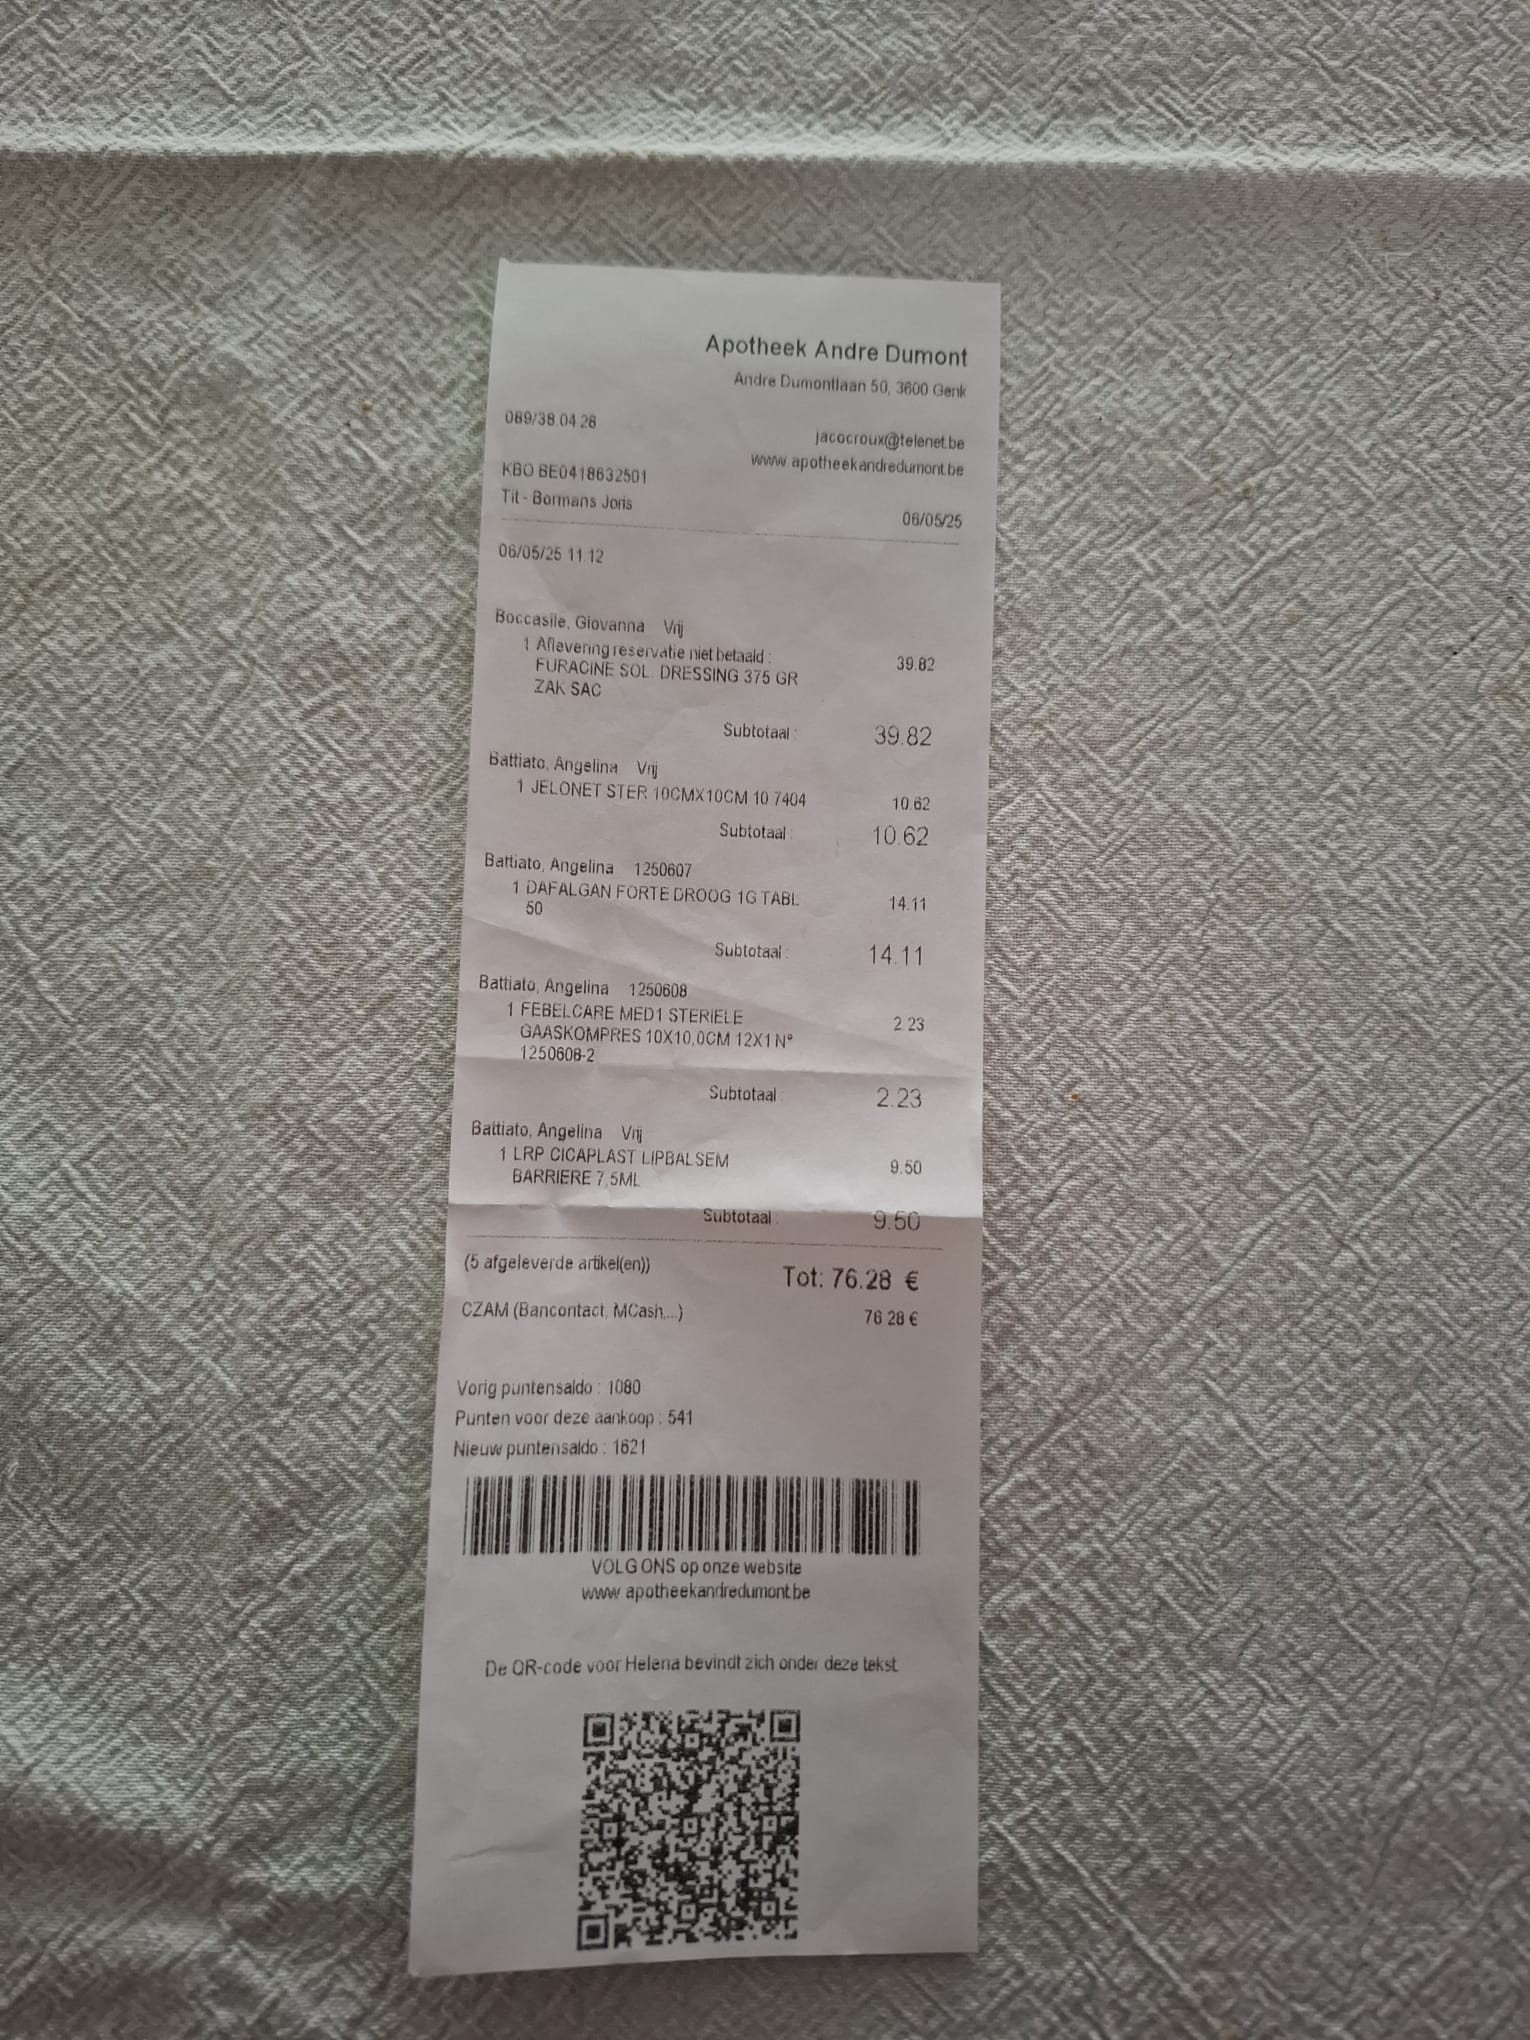 Apotheek Andre Dumont
Andre Dumontlaan 50, 3600 Genk
089/38.04.28
jacocroux@telenet.be
www.apotheekandredumont.be
KBO BE0418632501
Tit - Bormans Joris
06/05/25
06/05/25 11:12
Boccasile, Giovanna Vrij
1 Aflevering reservatie niet betaald : 39.82
FURACINE SOL. DRESSING 375 GR
ZAK SAC
Subtotaal : 39.82
Battiato, Angelina Vrij
1 JELONET STER 10CMX10CM 10 7404 10.62
Subtotaal : 10.62
Battiato, Angelina 1250607
1 DAFALGAN FORTE DROOG 1G TABL 14.11
50
Subtotaal : 14.11
Battiato, Angelina 1250608
1 FEBELCARE MED1 STERIELE 2.23
GAASKOMPRES 10X10,0CM 12X1 N°
1250608-2
Subtotaal : 2.23
Battiato, Angelina Vrij
1 LRP CICAPLAST LIPBALSEM 9.50
BARRIERE 7,5ML
Subtotaal : 9.50
(5 afgeleverde artikel(en)) Tot: 76.28 €
CZAM (Bancontact, MCash,...) 76.28 €
Vorig puntensaldo : 1080
Punten voor deze aankoop : 541
Nieuw puntensaldo : 1621
VOLG ONS op onze website
www.apotheekandredumont.be
De QR-code voor Helena bevindt zich onder deze tekst